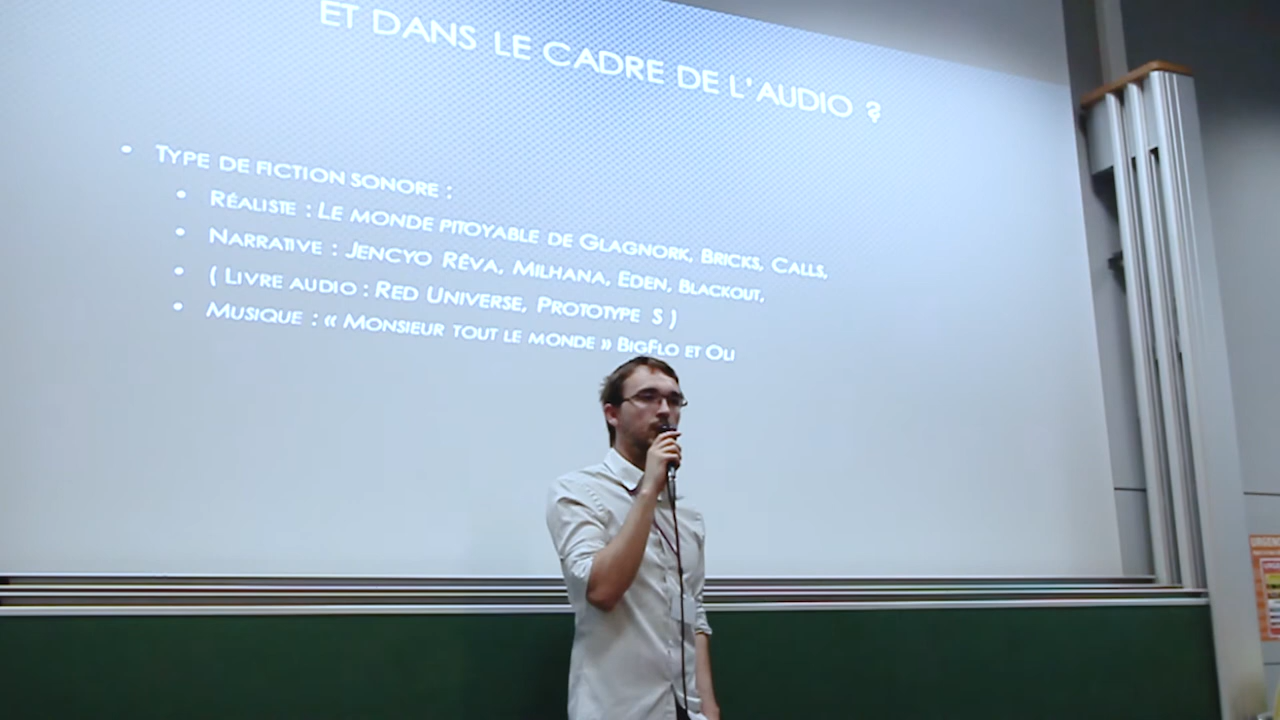 ET DANS LE CADRE DE L'AUDIO ?
• TYPE DE FICTION SONORE :
• RÉALISTE : LE MONDE PITOYABLE DE GLAGNORK, BRICKS, CALLS,
• NARRATIVE : JENCYO RÊVA, MILHANA, EDEN, BLACKOUT,
• ( LIVRE AUDIO : RED UNIVERSE, PROTOTYPE S )
• MUSIQUE : « MONSIEUR TOUT LE MONDE » BIGFLO ET OLI